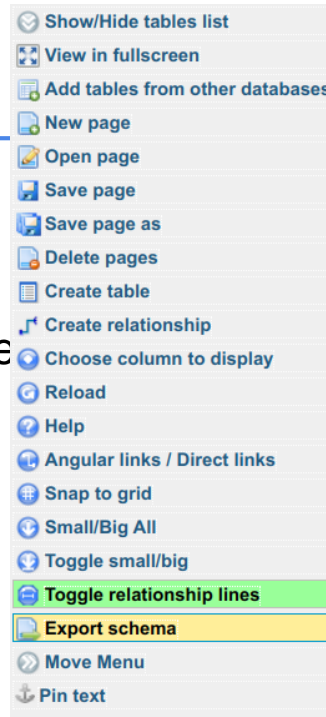 Show/Hide tables list
View in fullscreen
Add tables from other databases
New page
Open page
Save page
Save page as
Delete pages
Create table
Create relationship
e
Choose column to display
Reload
Help
Angular links / Direct links
Snap to grid
Small/Big All
Toggle small/big
Toggle relationship lines
Export schema
Move Menu
Pin text